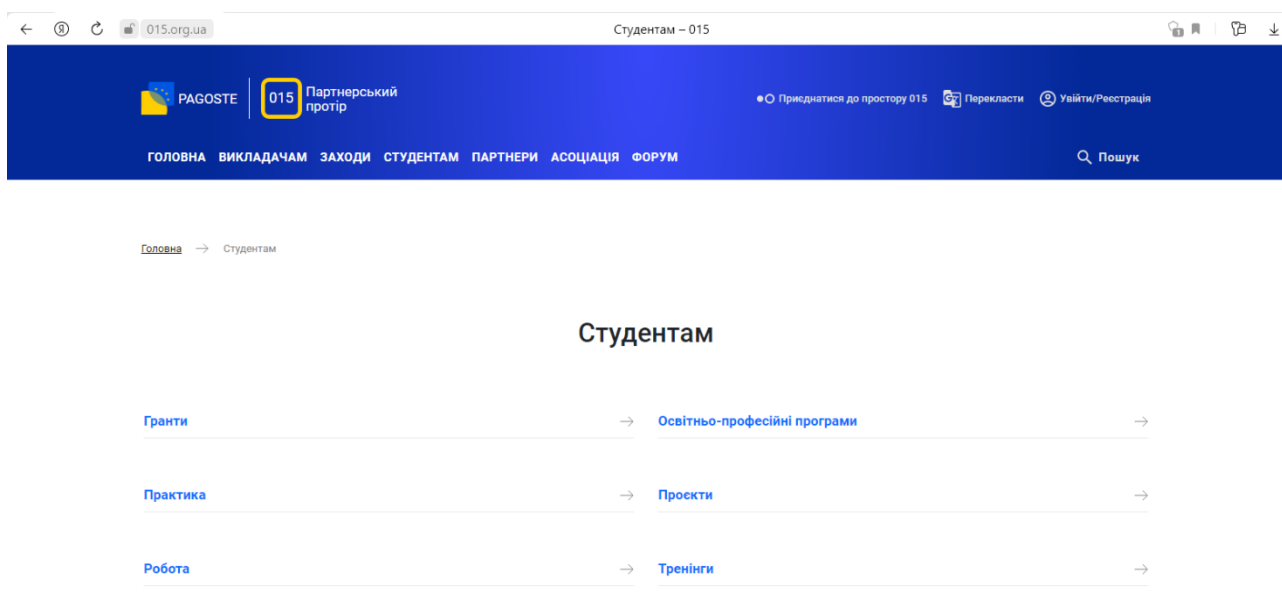 015.org.ua
Студентам – 015
PAGOSTE
015
Партнерський
протір
Приєднатися до простору 015
Перекласти
Увійти/Реєстрація
ГОЛОВНА ВИКЛАДАЧАМ ЗАХОДИ СТУДЕНТАМ ПАРТНЕРИ АСОЦІАЦІЯ ФОРУМ
Пошук
Головна → Студентам
Студентам
Гранти
Освітньо-професійні програми
Практика
Проєкти
Робота
Тренінги